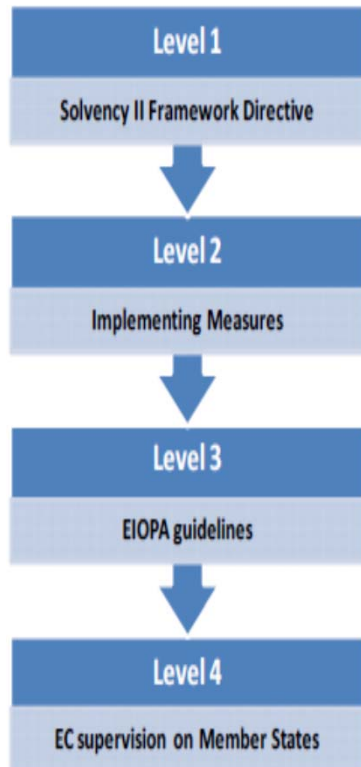 Level 1
Solvency II Framework Directive
Level 2
Implementing Measures
Level 3
EIOPA guidelines
Level 4
EC supervision on Member States